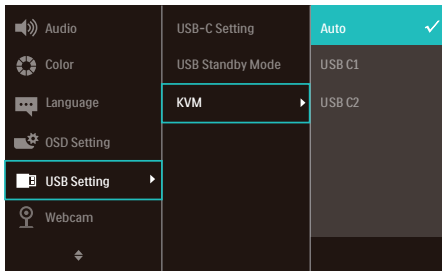 Audio
Color
Language
OSD Setting
USB Setting
Webcam
USB-C Setting
USB Standby Mode
KVM
Auto
USB C1
USB C2